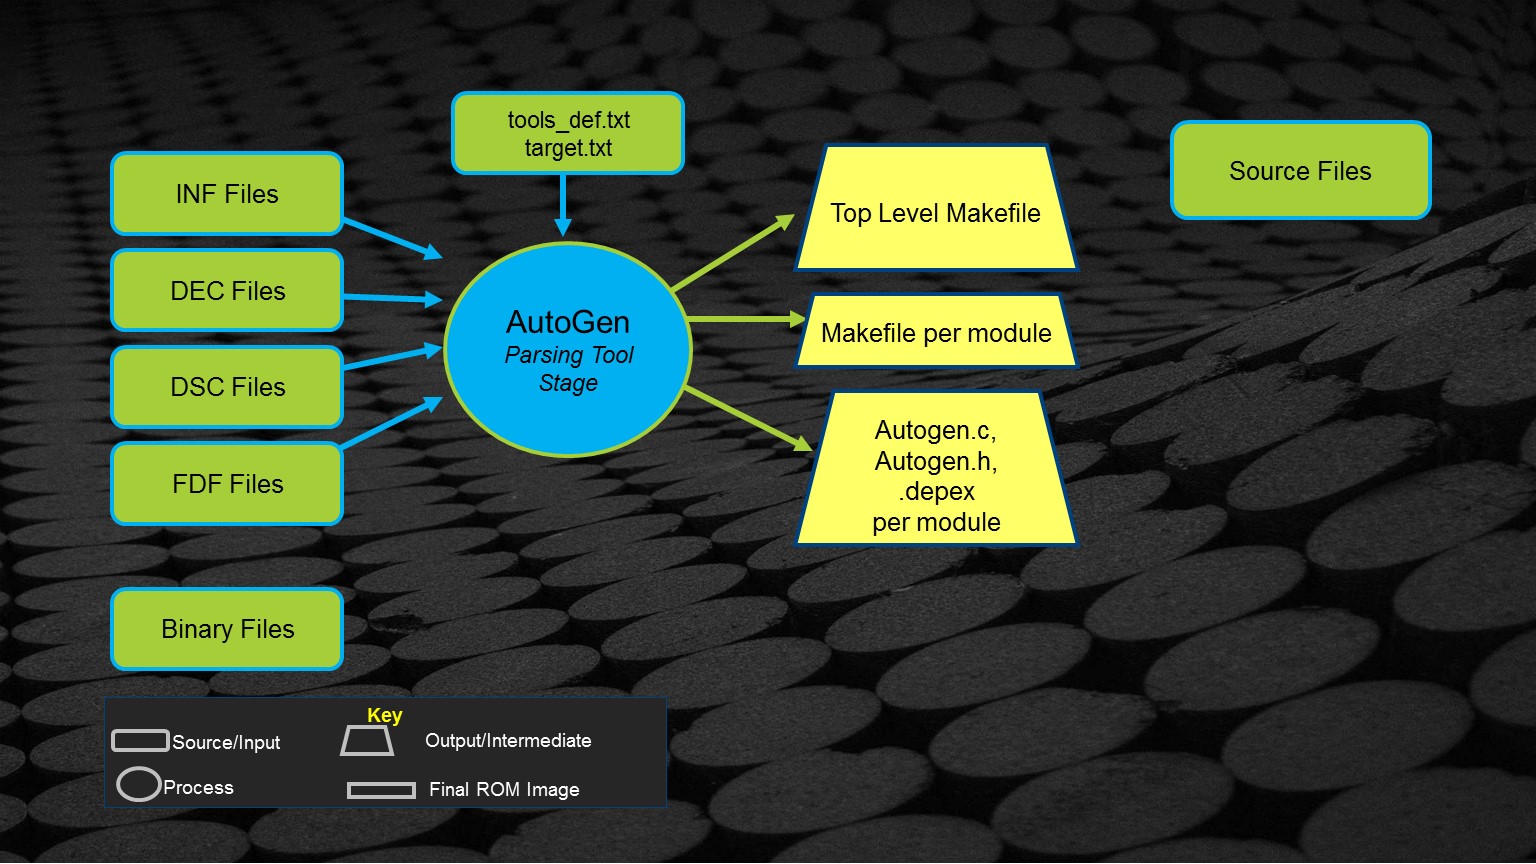 tools_def.txt
target.txt
INF Files
DEC Files
DSC Files
FDF Files
Binary Files
AutoGen
Parsing Tool
Stage
Top Level Makefile
Makefile per module
Autogen.c,
Autogen.h,
.depex
per module
Source Files
Key
Source/Input
Output/Intermediate
Process
Final ROM Image